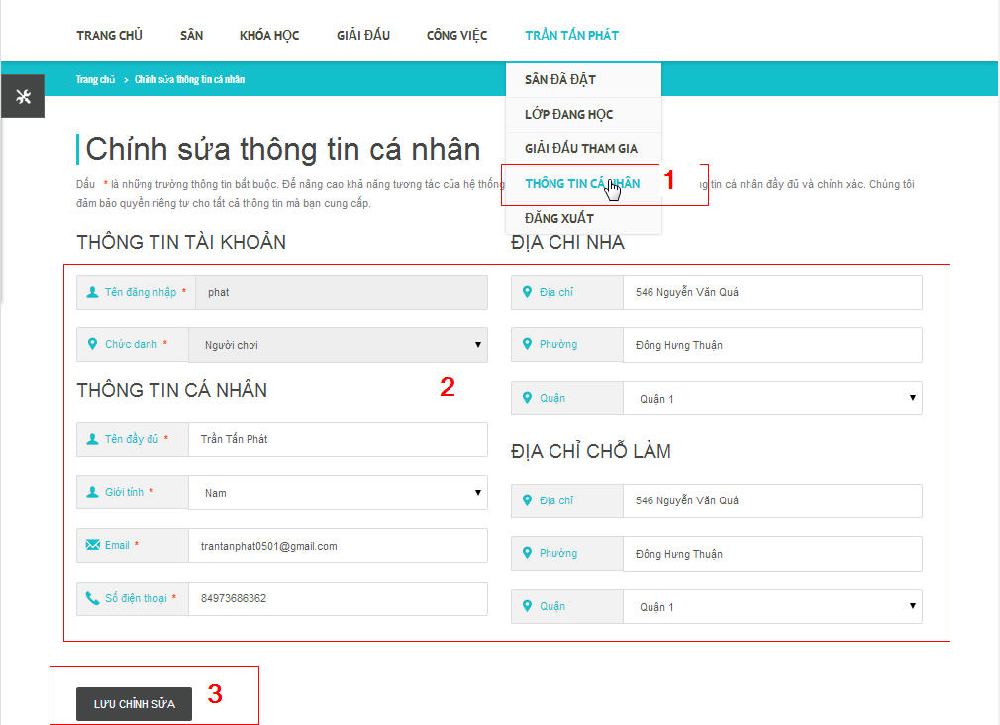 TRANG CHỦ SÂN KHÓA HỌC GIẢI ĐẤU CÔNG VIỆC TRẦN TẤN PHÁT
Trang chủ > Chỉnh sửa thông tin cá nhân
SÂN ĐÃ ĐẶT
LỚP ĐANG HỌC
GIẢI ĐẤU THAM GIA
THÔNG TIN CÁ NHÂN 1
ĐĂNG XUẤT
Chỉnh sửa thông tin cá nhân
Dấu * là những trường thông tin bắt buộc. Để nâng cao khả năng tương tác của hệ thống tin cá nhân đầy đủ và chính xác. Chúng tôi
đảm bảo quyền riêng tư cho tất cả thông tin mà bạn cung cấp.
THÔNG TIN TÀI KHOẢN
Tên đăng nhập * phat
Chức danh * Người chơi
THÔNG TIN CÁ NHÂN 2
Tên đầy đủ * Trần Tấn Phát
Giới tính * Nam
Email * trantanphat0501@gmail.com
Số điện thoại * 84973686362
ĐỊA CHỈ NHÀ
Địa chỉ 546 Nguyễn Văn Quá
Phường Đông Hưng Thuận
Quận Quận 1
ĐỊA CHỈ CHỖ LÀM
Địa chỉ 546 Nguyễn Văn Quá
Phường Đông Hưng Thuận
Quận Quận 1
LƯU CHỈNH SỬA 3